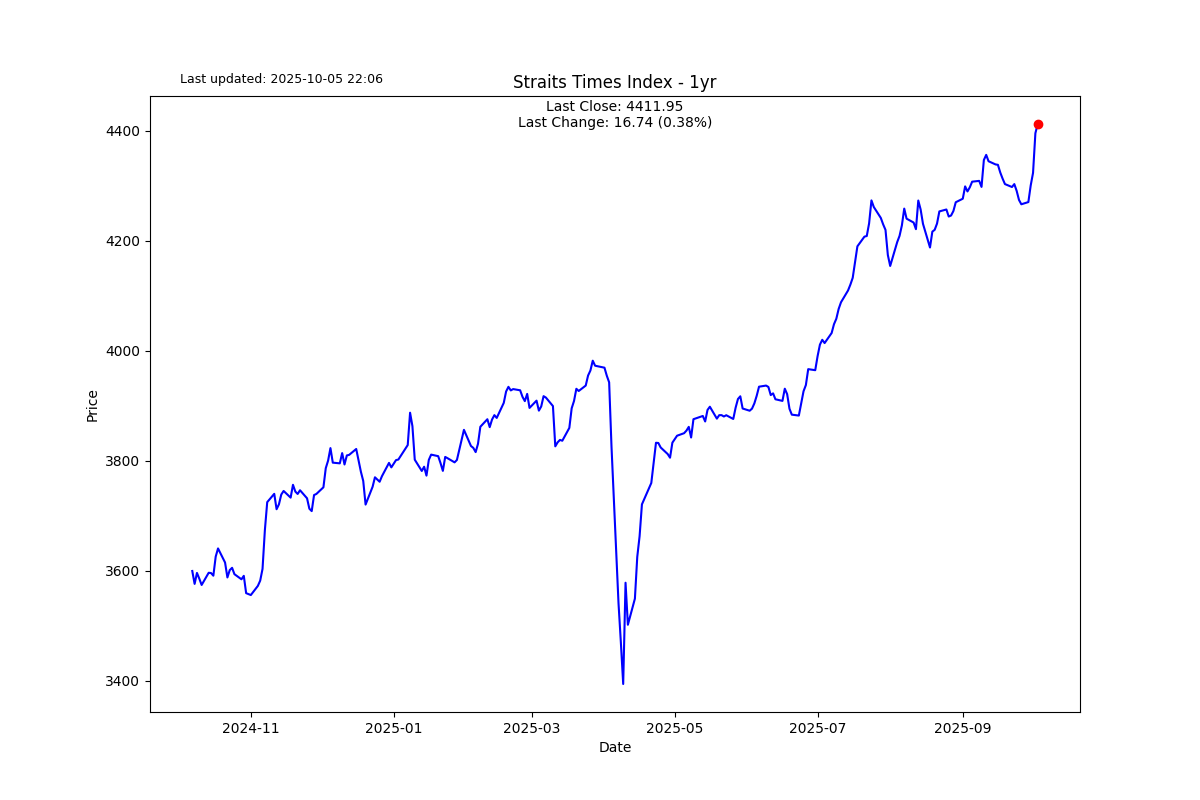 Last updated: 2025-10-05 22:06
Straits Times Index - 1yr
Last Close: 4411.95
Last Change: 16.74 (0.38%)
4400
4200
4000
3800
3600
3400
Price
2024-11
2025-01
2025-03
2025-05
2025-07
2025-09
Date